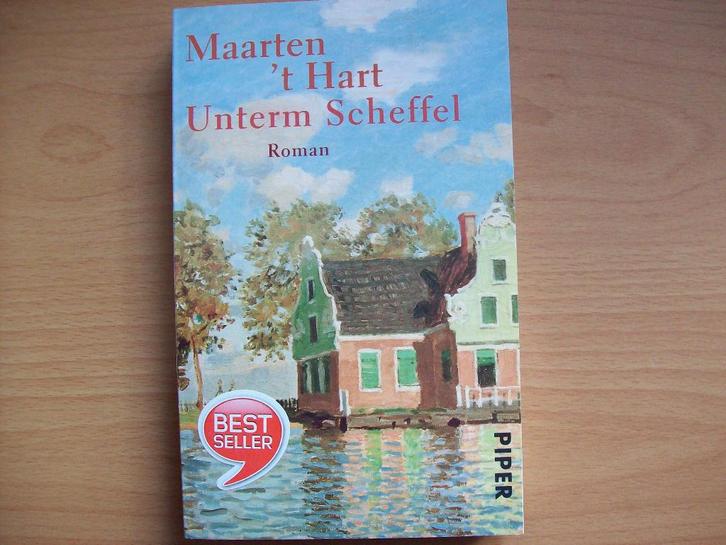 Maarten
’t Hart
Unterm Scheffel
Roman
BEST
SELLER
PIPER